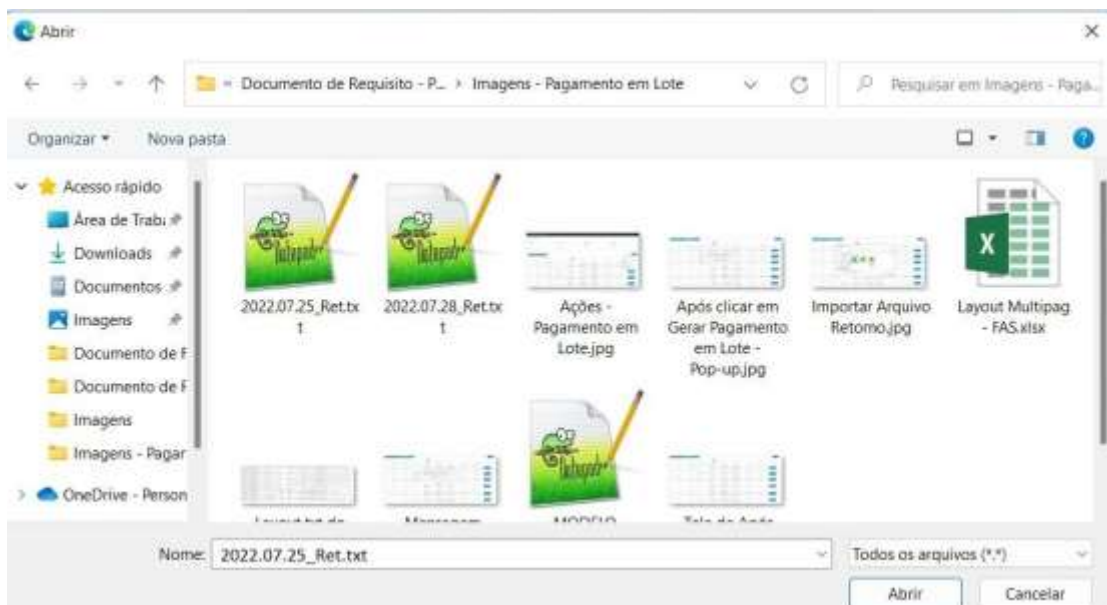 Abrir
Documento de Requisito - P... › Imagens - Pagamento em Lote
Pesquisar em Imagens - Paga...
Organizar
Nova pasta
Acesso rápido
Área de Traba
Downloads
Documentos
Imagens
Documento de F
Documento de F
Imagens
Imagens - Pagar
OneDrive - Person
2022.07.25_Ret.tx
t
2022.07.28_Ret.tx
t
Ações -
Pagamento em
Lote.jpg
Após clicar em
Gerar Pagamento
em Lote -
Pop-up.jpg
Importar Arquivo
Retorno.jpg
Layout Multipag
- FAS.xlsx
MODELO
Nome:
2022.07.25_Ret.txt
Todos os arquivos (*.*)
Abrir
Cancelar